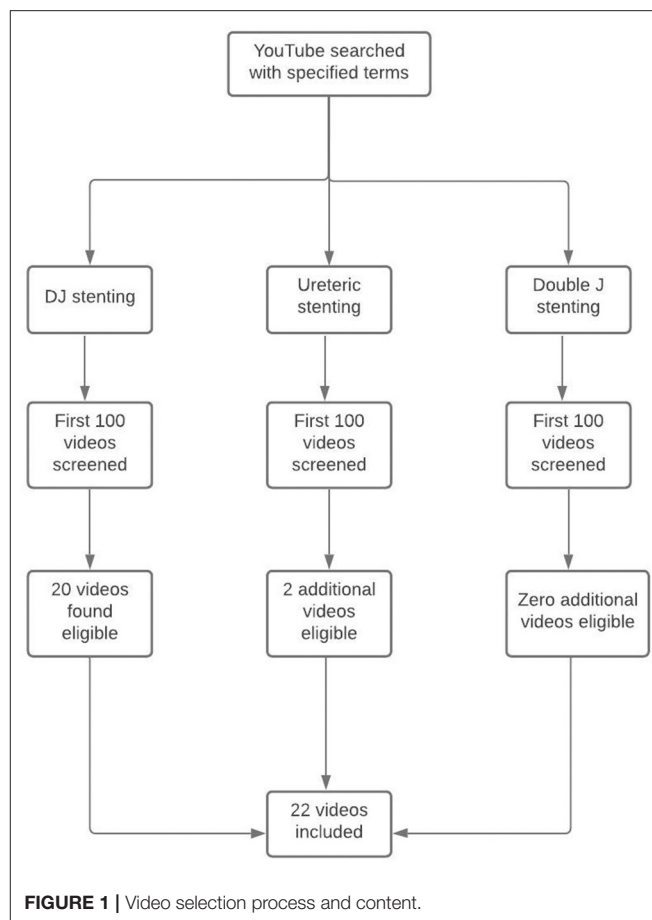 YouTube searched
with specified terms
DJ stenting
Ureteric
stenting
Double J
stenting
First 100
videos
screened
First 100
videos
screened
First 100
videos
screened
20 videos
found
eligible
2 additional
videos
eligible
Zero additional
videos eligible
22 videos
included
FIGURE 1 | Video selection process and content.